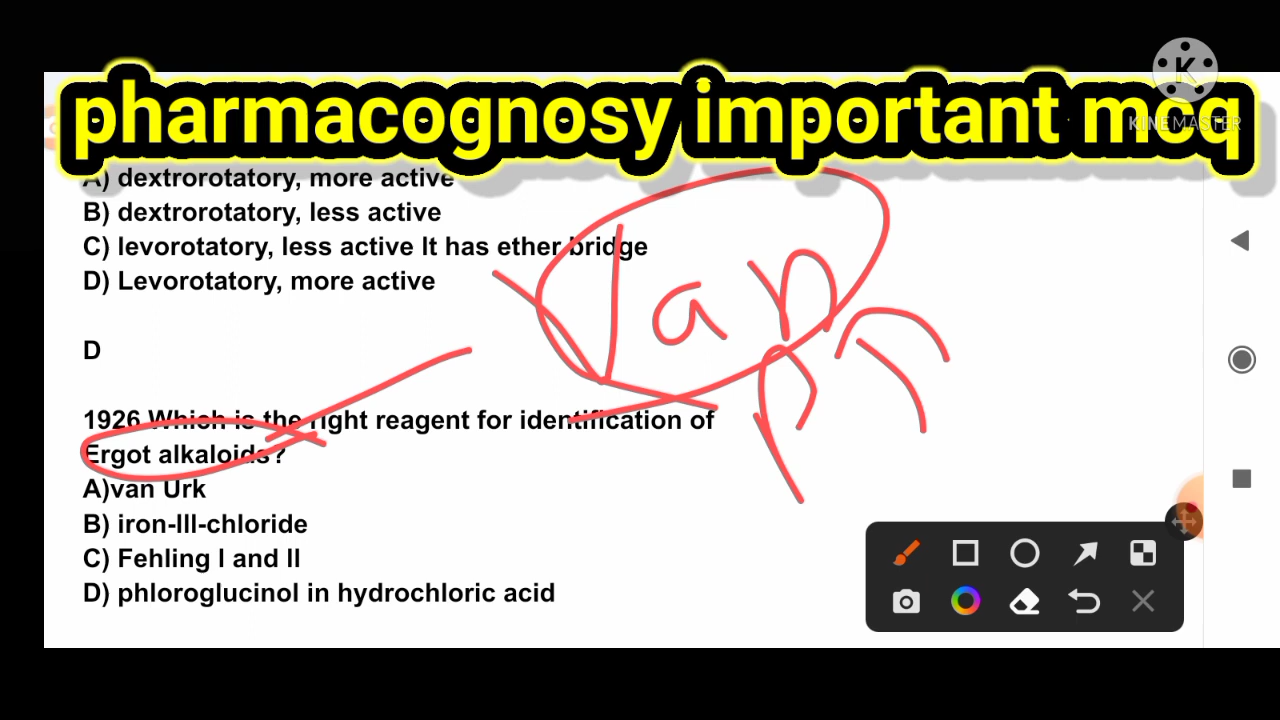 pharmacognosy important mcq
KINEMASTER
A) dextrorotatory, more active
B) dextrorotatory, less active
C) levorotatory, less active It has ether bridge
D) Levorotatory, more active
D
1926 Which is the right reagent for identification of
Ergot alkaloids?
A)van Urk
B) iron-III-chloride
C) Fehling I and II
D) phloroglucinol in hydrochloric acid
Van